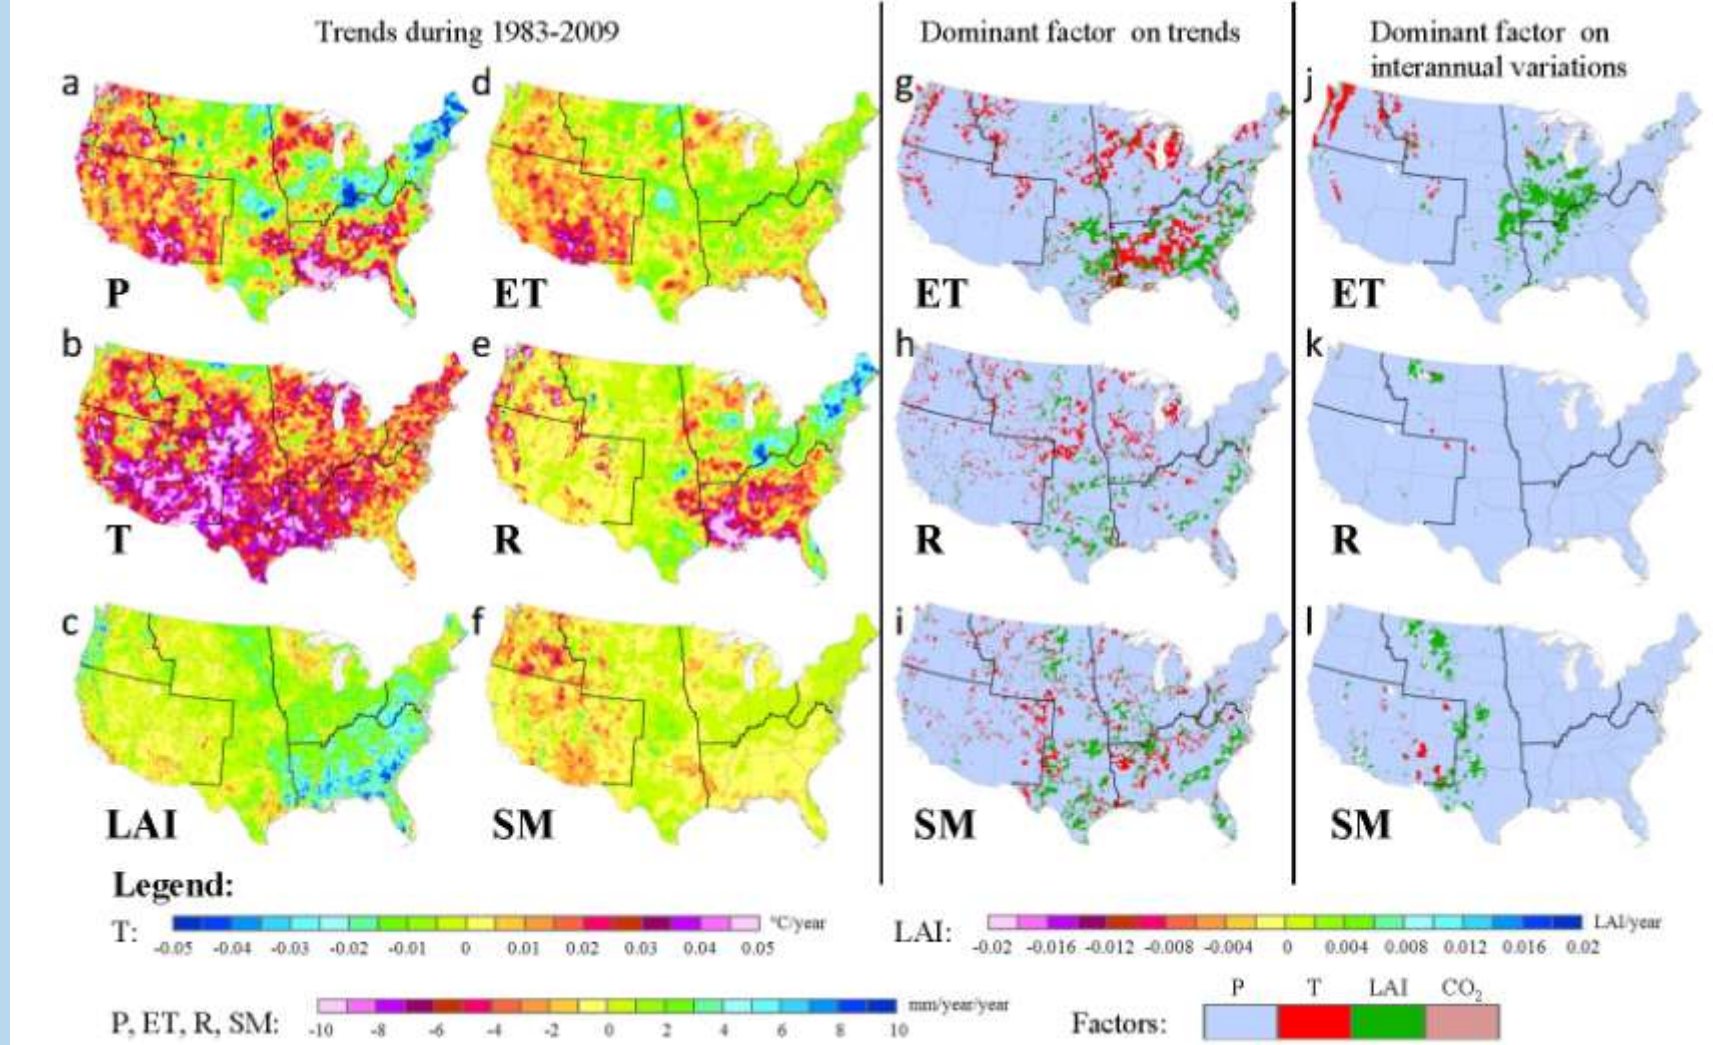 Trends during 1983-2009
Dominant factor on trends
Dominant factor on
interannual variations
a
d
g
j
P
ET
ET
ET
b
e
h
k
T
R
R
R
c
f
i
l
LAI
SM
SM
SM
Legend:
T:
°C/year
-0.05 -0.04 -0.03 -0.02 -0.01 0 0.01 0.02 0.03 0.04 0.05
LAI:
LAI/year
-0.02 -0.016 -0.012 -0.008 -0.004 0 0.004 0.008 0.012 0.016 0.02
P, ET, R, SM:
mm/year/year
-10 -8 -6 -4 -2 0 2 4 6 8 10
P T LAI CO₂
Factors: